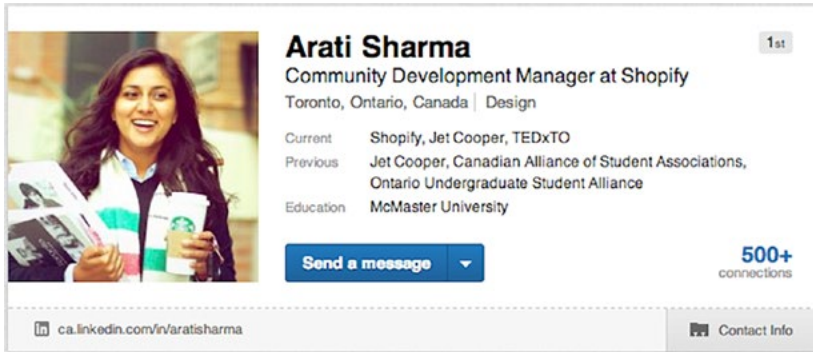 Arati Sharma
1st
Community Development Manager at Shopify
Toronto, Ontario, Canada | Design
Current Shopify, Jet Cooper, TEDxTO
Previous Jet Cooper, Canadian Alliance of Student Associations,
Ontario Undergraduate Student Alliance
Education McMaster University
Send a message
500+
connections
in ca.linkedin.com/in/aratisharma
Contact Info